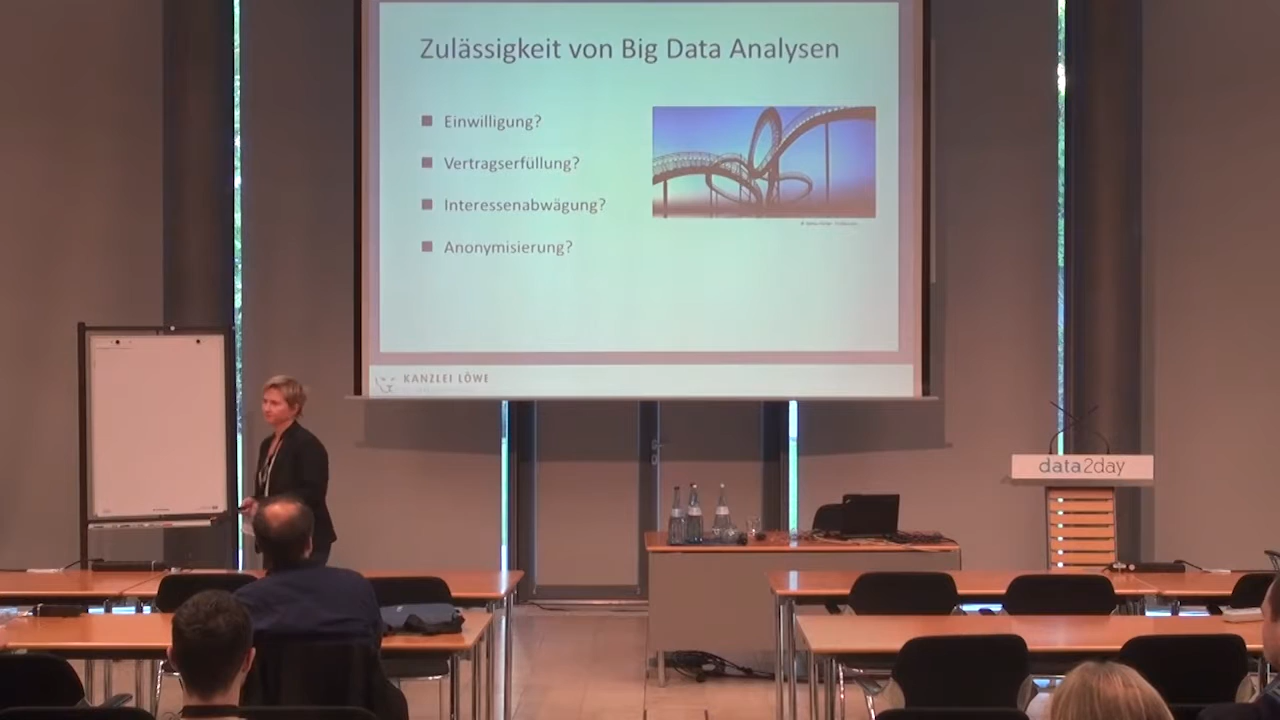 Zulässigkeit von Big Data Analysen
Einwilligung?
Vertragserfüllung?
Interessenabwägung?
Anonymisierung?
KANZLEI LÖWE
data2day